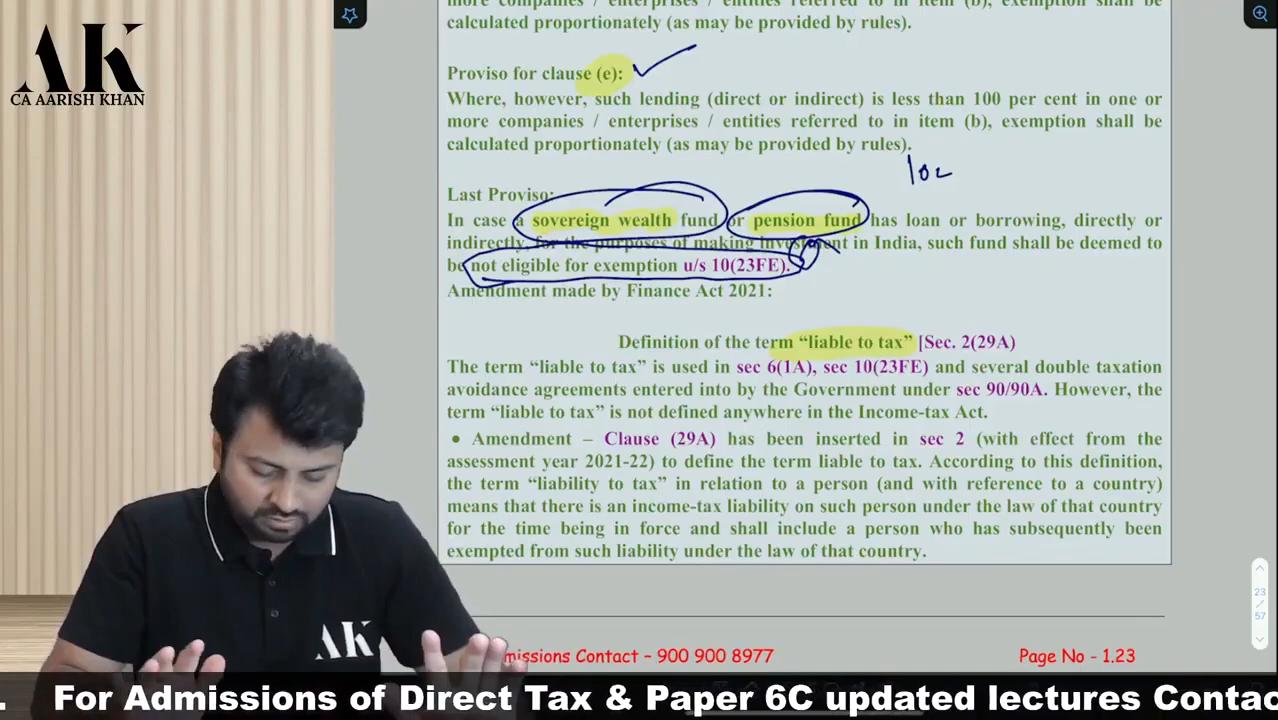 AK
CA AARISH KHAN
more companies / enterprises / entities referred to in item (b), exemption shall be
calculated proportionately (as may be provided by rules).
Proviso for clause (e):
Where, however, such lending (direct or indirect) is less than 100 per cent in one or
more companies / enterprises / entities referred to in item (b), exemption shall be
calculated proportionately (as may be provided by rules).
Last Proviso:
In case a sovereign wealth fund or pension fund has loan or borrowing, directly or
indirectly, for the purposes of making investment in India, such fund shall be deemed to
be not eligible for exemption u/s 10(23FE).
Amendment made by Finance Act 2021:
Definition of the term “liable to tax” [Sec. 2(29A)
The term “liable to tax” is used in sec 6(1A), sec 10(23FE) and several double taxation
avoidance agreements entered into by the Government under sec 90/90A. However, the
term “liable to tax” is not defined anywhere in the Income-tax Act.
• Amendment – Clause (29A) has been inserted in sec 2 (with effect from the
assessment year 2021-22) to define the term liable to tax. According to this definition,
the term “liability to tax” in relation to a person (and with reference to a country)
means that there is an income-tax liability on such person under the law of that country
for the time being in force and shall include a person who has subsequently been
exempted from such liability under the law of that country.
23
/
57
AK
missions Contact – 900 900 8977
Page No - 1.23
. For Admissions of Direct Tax & Paper 6C updated lectures Contac